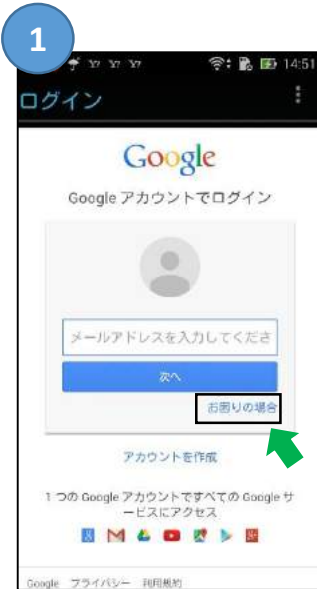 1
14:51
ログイン
Google
Google アカウントでログイン
メールアドレスを入力してくださ
次へ
お困りの場合
アカウントを作成
1 つの Google アカウントですべての Google サ
ービスにアクセス
Google プライバシー 利用規約